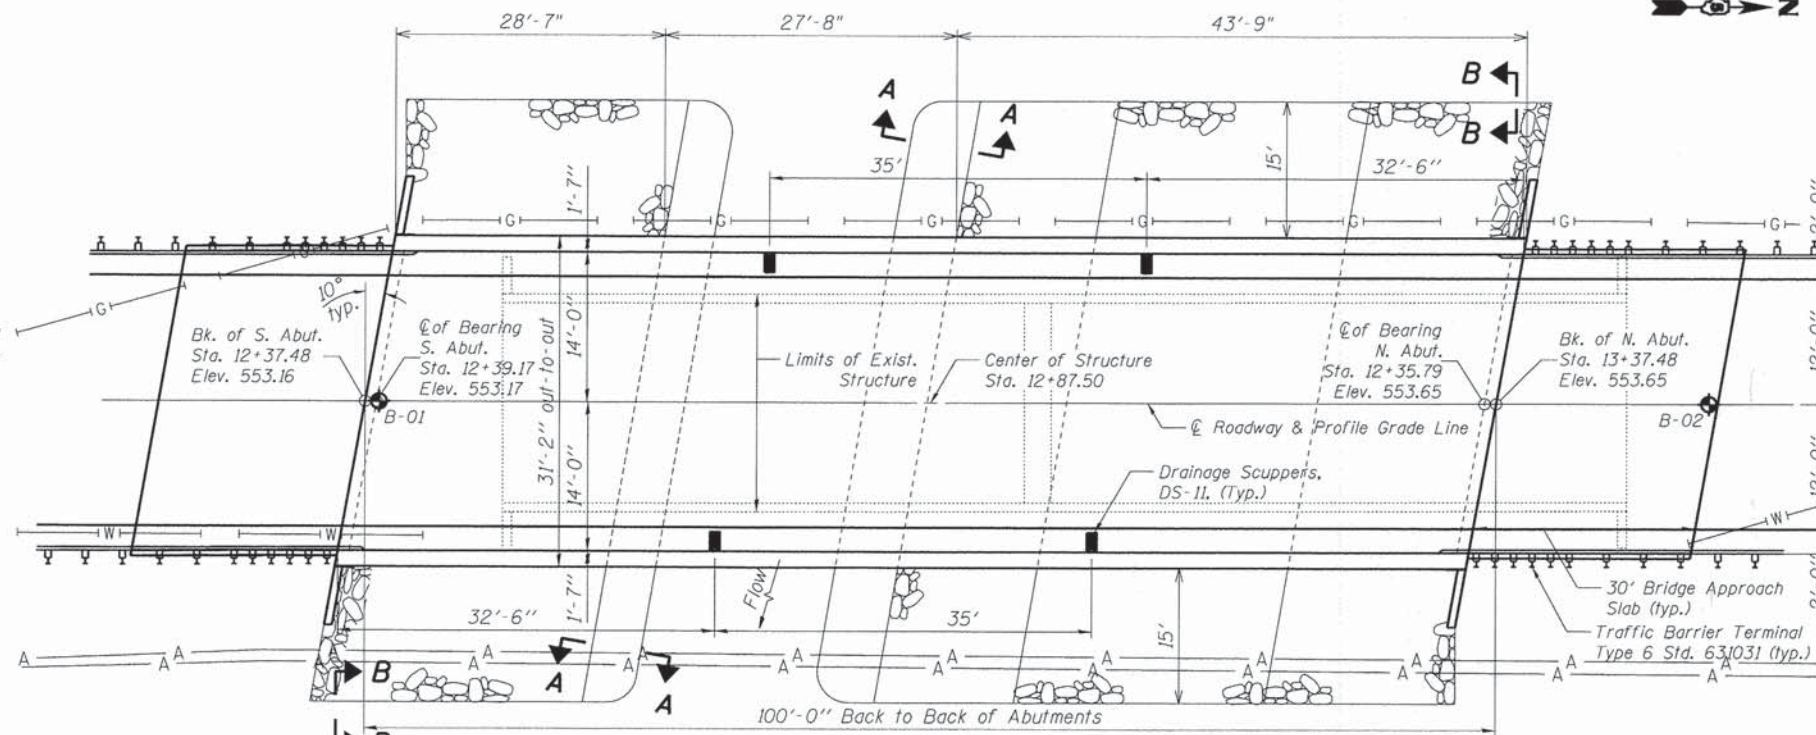 28'-7"
27'-8"
43'-9"
N
B
B
A
A
35'
32'-6"
15'
1'-7"
G G G G G G G
G
G
10°
typ.
14'-0"
31'-2" out-to-out
14'-0"
1'-7"
Bk. of S. Abut.
Sta. 12+37.48
Elev. 553.16
℄ of Bearing
S. Abut.
Sta. 12+39.17
Elev. 553.17
B-01
Limits of Exist.
Structure
Center of Structure
Sta. 12+87.50
℄ of Bearing
N. Abut.
Sta. 12+35.79
Elev. 553.65
Bk. of N. Abut.
Sta. 13+37.48
Elev. 553.65
B-02
℄ Roadway & Profile Grade Line
Drainage Scuppers,
DS-11, (Typ.)
W W W
Flow
32'-6"
35'
15'
30' Bridge Approach
Slab (typ.)
Traffic Barrier Terminal
Type 6 Std. 631031 (typ.)
A A A A A A A A A
A A A A A A A A A
B
A
A
100'-0" Back to Back of Abutments